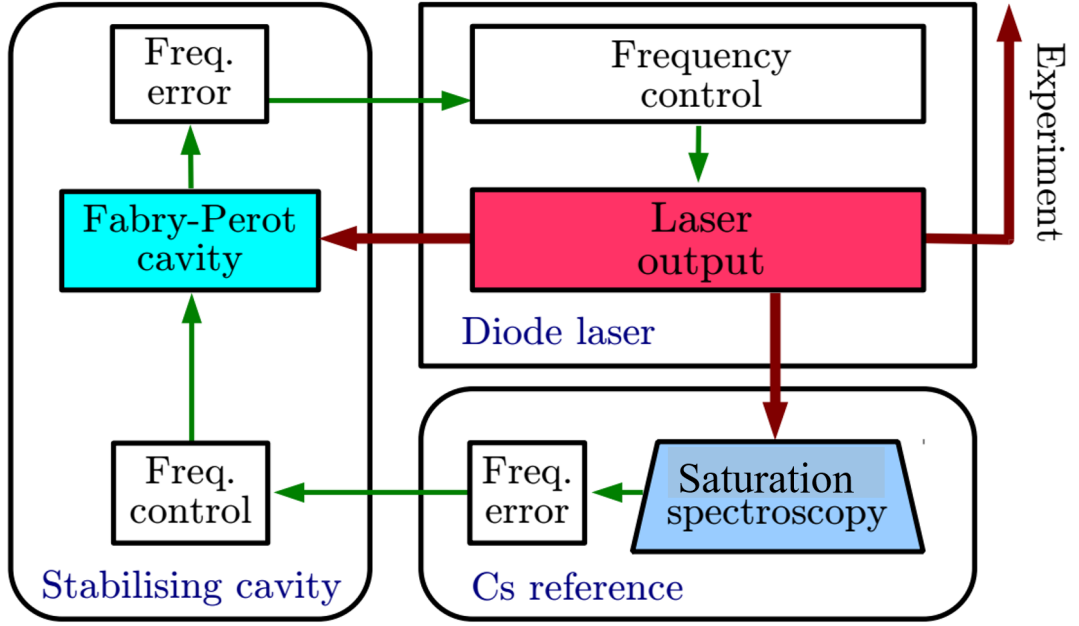 Freq.
error
Frequency
control
Experiment
Fabry-Perot
cavity
Laser
output
Diode laser
Freq.
control
Freq.
error
Saturation
spectroscopy
Stabilising cavity
Cs reference